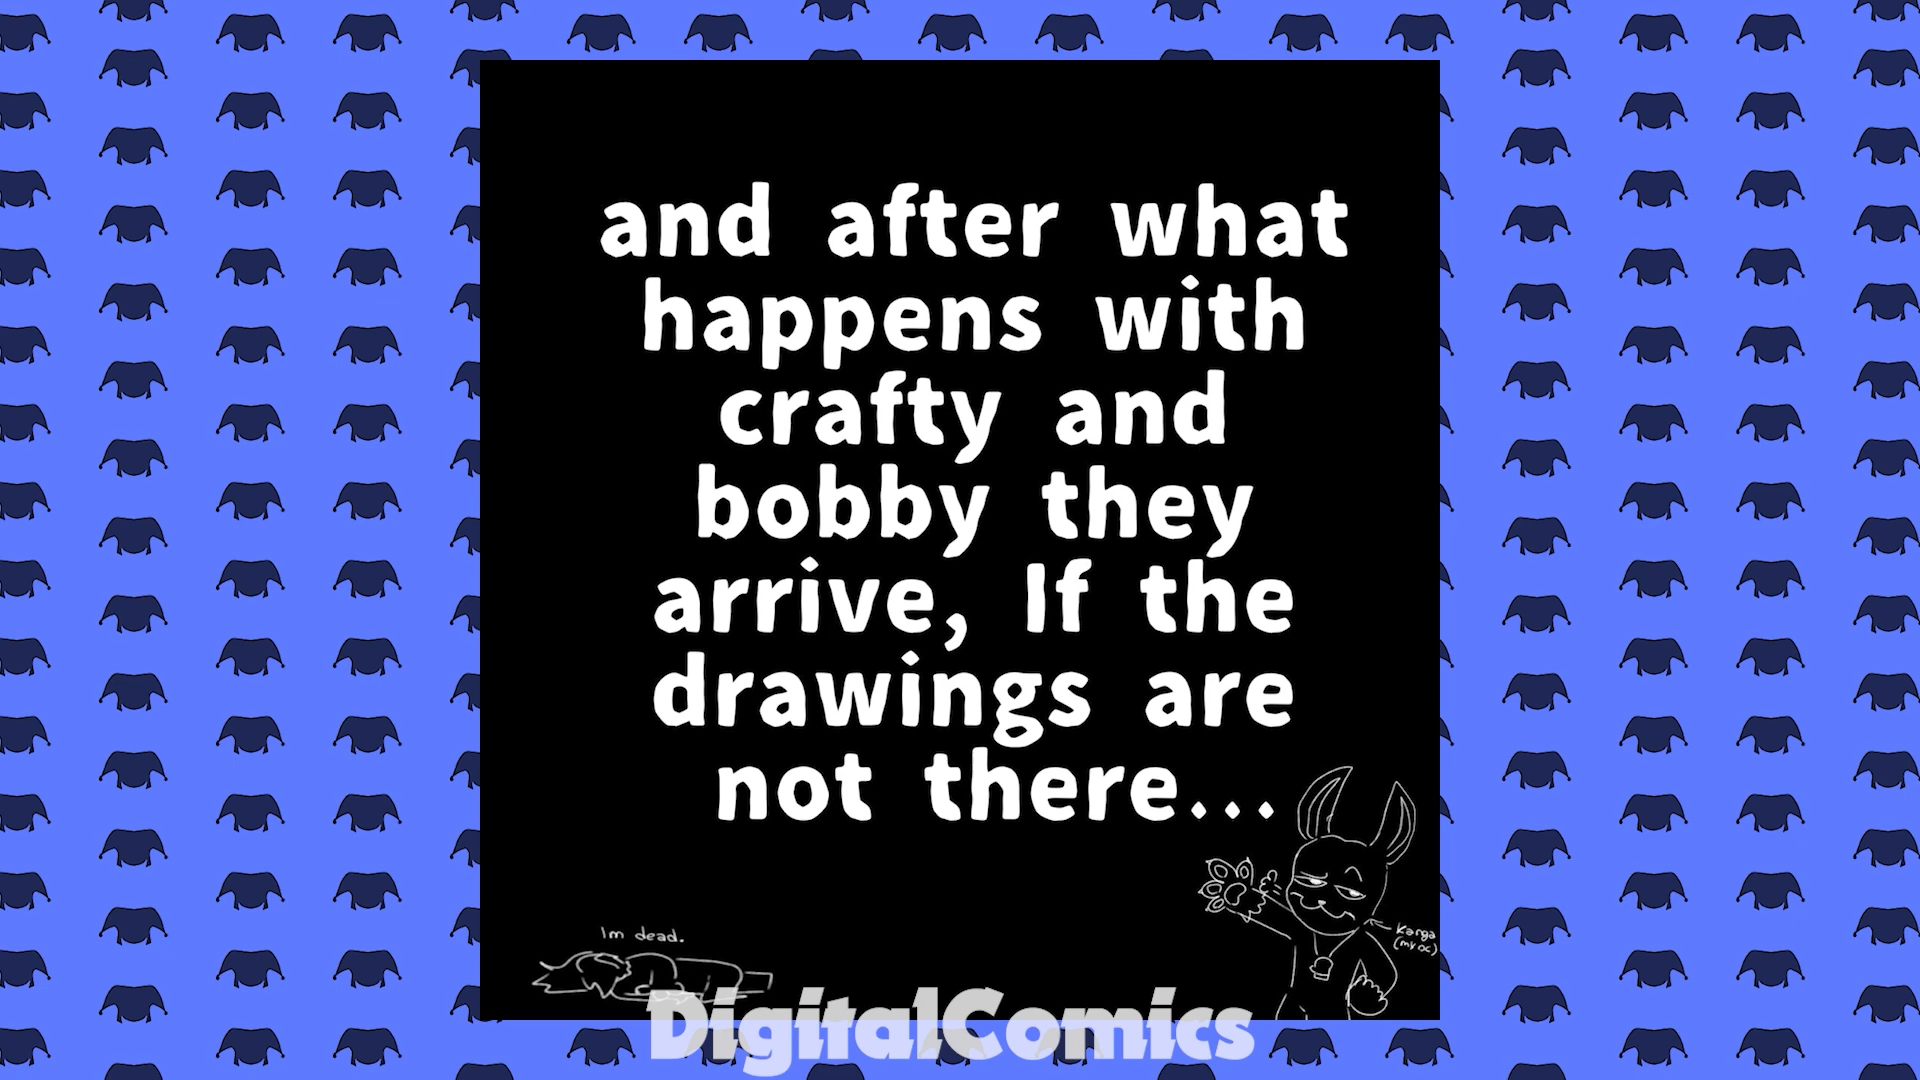 and after what
happens with
crafty and
bobby they
arrive, If the
drawings are
not there...
Im dead.
Kanga
(my oc)
DigitalComics